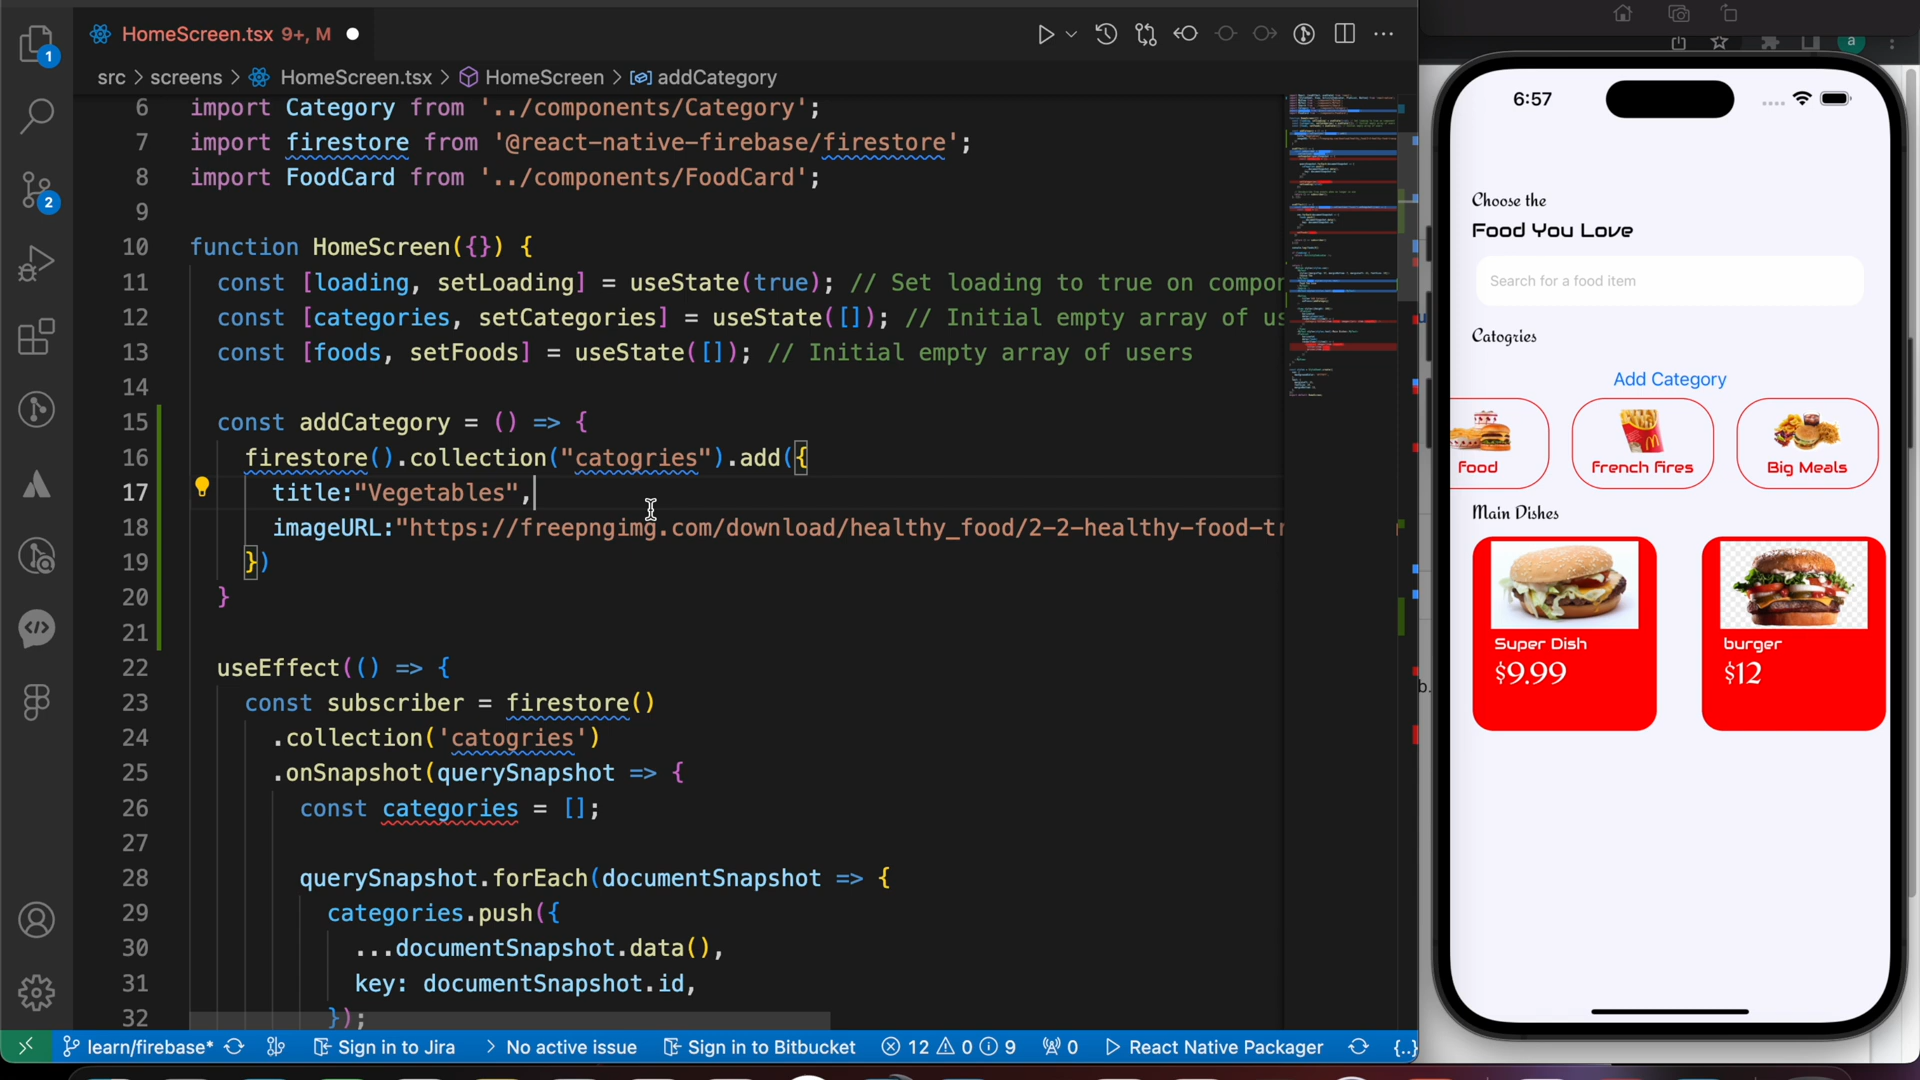 HomeScreen.tsx 9+, M
src > screens > HomeScreen.tsx > HomeScreen > addCategory
6 import Category from '../components/Category';
7 import firestore from '@react-native-firebase/firestore';
8 import FoodCard from '../components/FoodCard';
9
10 function HomeScreen({}) {
11 const [loading, setLoading] = useState(true); // Set loading to true on compon
12 const [categories, setCategories] = useState([]); // Initial empty array of us
13 const [foods, setFoods] = useState([]); // Initial empty array of users
14
15 const addCategory = () => {
16 firestore().collection("catogries").add({
17 title:"Vegetables",
18 imageURL:"https://freepngimg.com/download/healthy_food/2-2-healthy-food-tr
19 })
20 }
21
22 useEffect(() => {
23 const subscriber = firestore()
24 .collection('catogries')
25 .onSnapshot(querySnapshot => {
26 const categories = [];
27
28 querySnapshot.forEach(documentSnapshot => {
29 categories.push({
30 ...documentSnapshot.data(),
31 key: documentSnapshot.id,
32 });
1
2
learn/firebase* Sign in to Jira > No active issue Sign in to Bitbucket 12 0 9 0 React Native Packager {..}
a
b.
6:57
Choose the
Food You Love
Search for a food item
Catogries
Add Category
Food
French fires
Big Meals
Main Dishes
Super Dish
$9.99
burger
$12